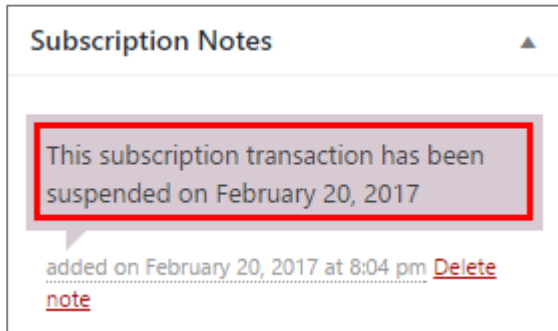 Subscription Notes
This subscription transaction has been
suspended on February 20, 2017
added on February 20, 2017 at 8:04 pm Delete
note